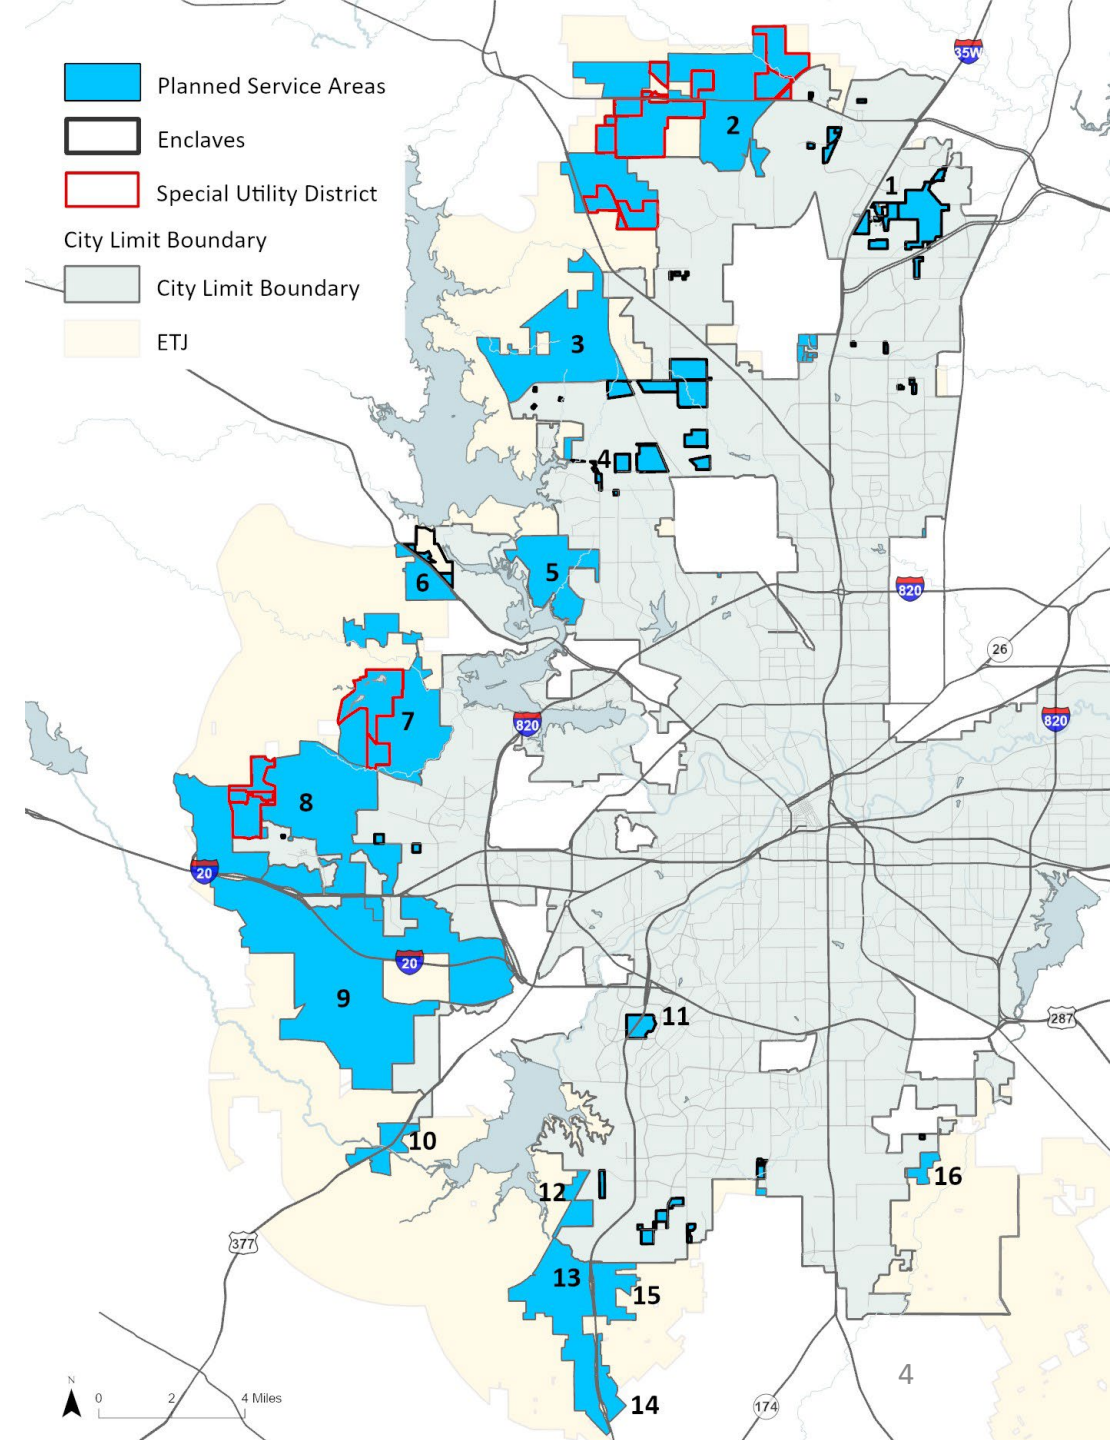 35W
Planned Service Areas
2
Enclaves
1
Special Utility District
City Limit Boundary
City Limit Boundary
ETJ
3
4
5
6
820
26
7
820
820
8
20
20
9
11
287
10
16
12
377
13
15
4
N
0 2 4 Miles
14
174